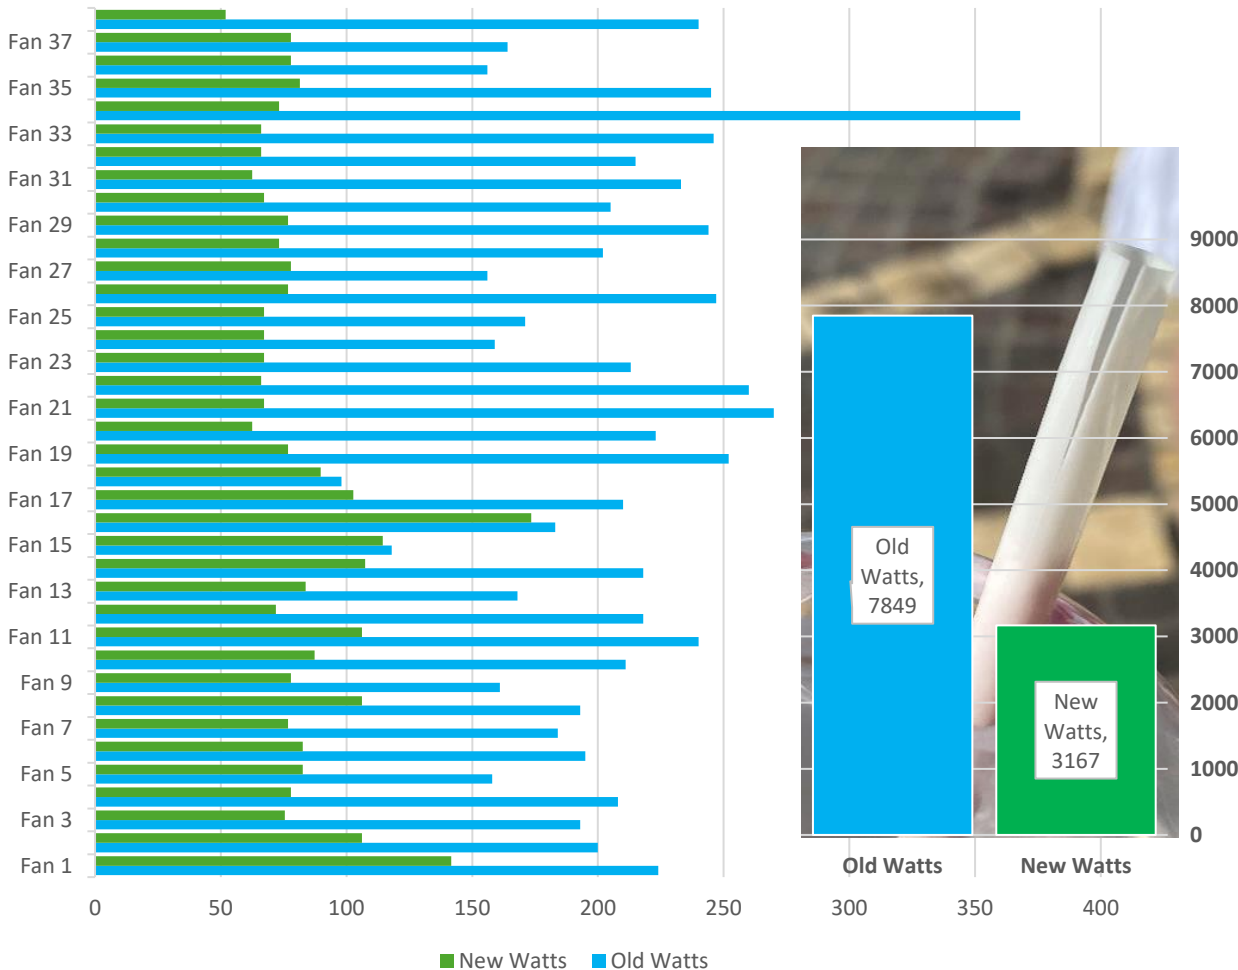 Fan 37
Fan 35
Fan 33
Fan 31
Fan 29
Fan 27
Fan 25
Fan 23
Fan 21
Fan 19
Fan 17
Fan 15
Fan 13
Fan 11
Fan 9
Fan 7
Fan 5
Fan 3
Fan 1
0 50 100 150 200 250 300 350 400
New Watts Old Watts
9000
8000
7000
6000
5000
4000
3000
2000
1000
0
Old
Watts,
7849
New
Watts,
3167
Old Watts New Watts